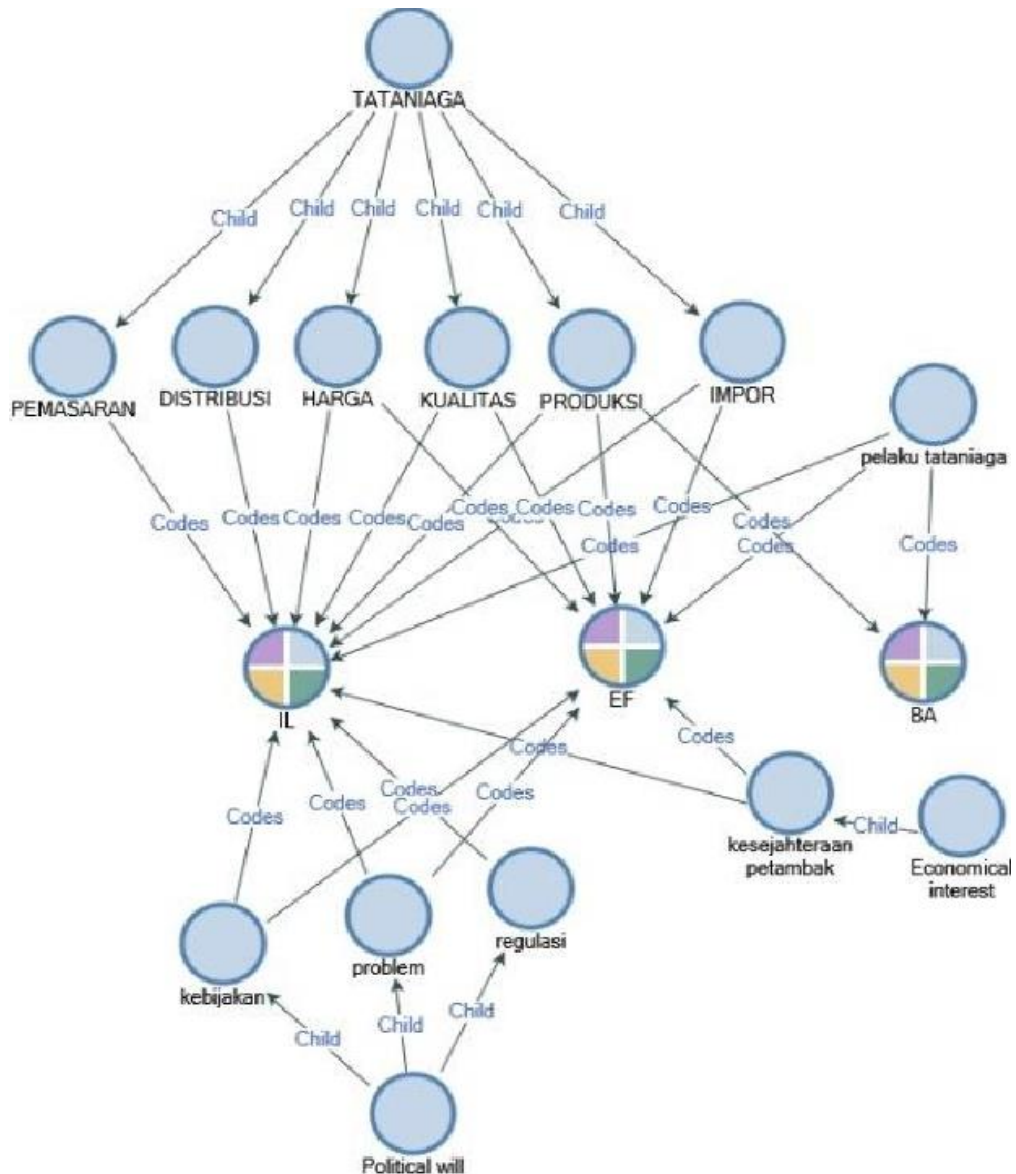 TATANIAGA
Child Child Child Child Child Child
PEMASARAN DISTRIBUSI HARGA KUALITAS PRODUKSI IMPOR
pelaku tataniaga
Codes Codes Codes Codes Codes Codes Codes Codes Codes Codes Codes
Codes Codes Codes
IL EF BA
Codes Codes
Codes Codes Codes
Codes Codes
kesejahteraan
petambak
Child
Economical
interest
kebijakan problem regulasi
Child Child Child
Political will